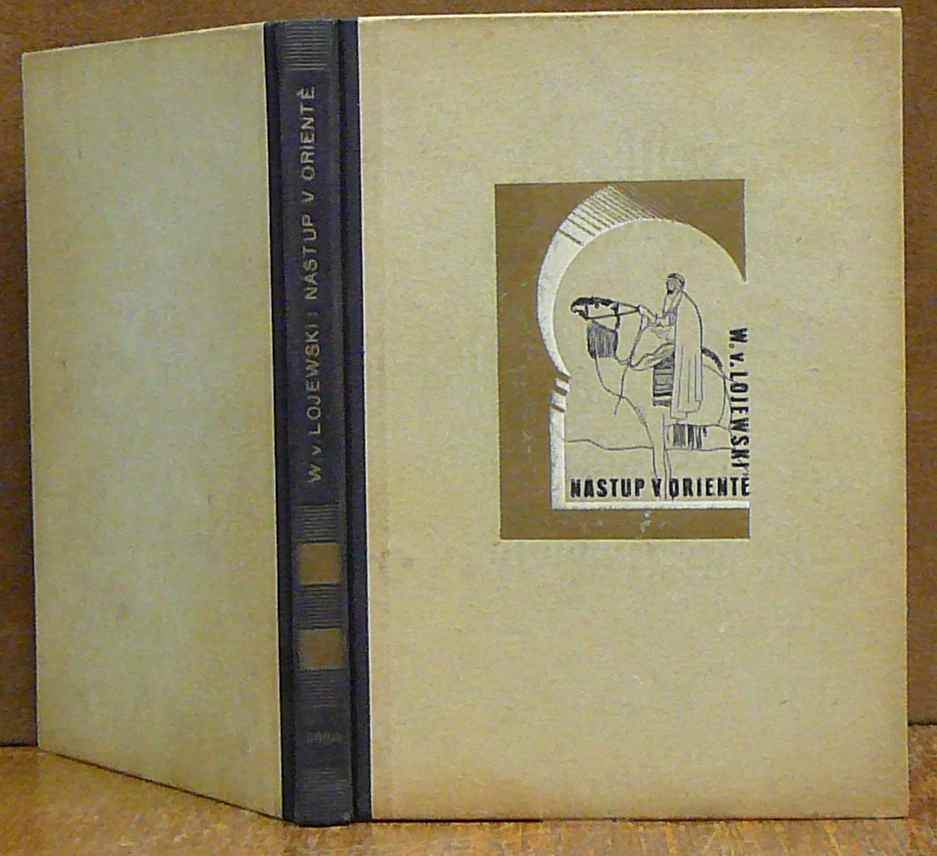 W v LOJEWSKI: NÁSTUP V ORIENTĚ
W. v. LOJEWSKI
NÁSTUP V ORIENTĚ